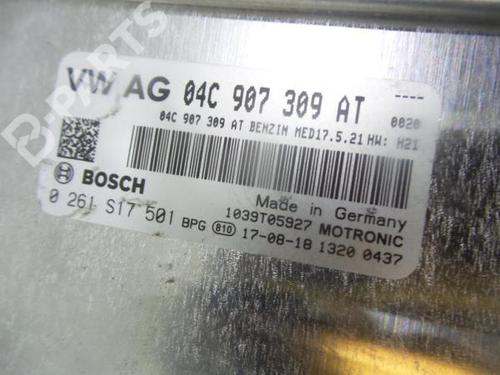 B-PARTS
VW AG 04C 907 309 AT ----
0020
04C 907 309 AT BENZIN MED17.5.21 HW: H21
BOSCH
Made in Germany
0 261 S17 501 BPG 810 1039T05927 MOTRONIC
17-08-18 1320 0437